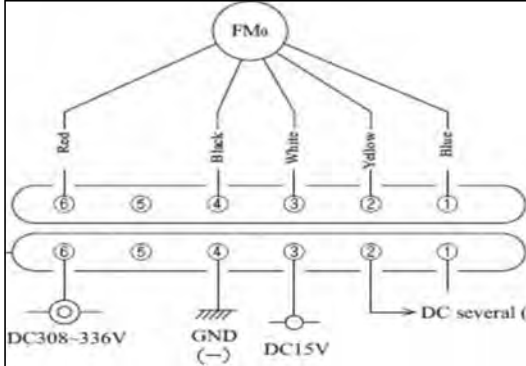 FM₀
Red
Black
White
Yellow
Blue
⑥ ⑤ ④ ③ ② ①
⑥ ⑤ ④ ③ ② ①
DC308~336V
GND
(−)
DC15V
DC several (